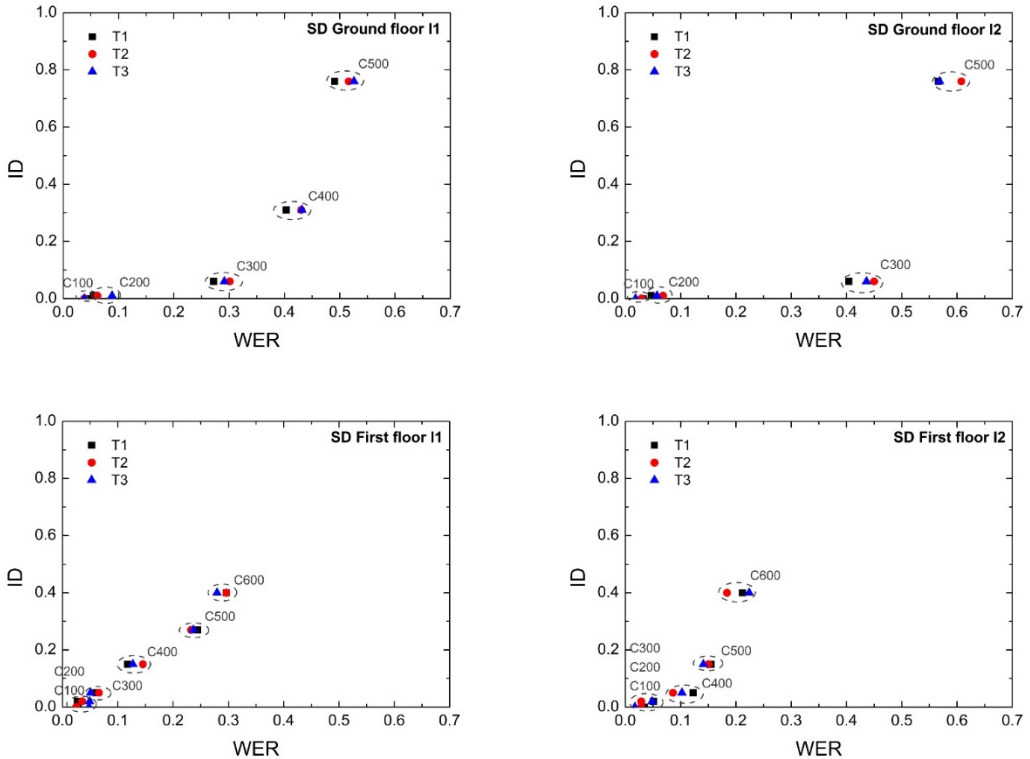 SD Ground floor I1
T1
T2
T3
C500
C400
C300
C100
C200
1.0
0.8
0.6
0.4
0.2
0.0
ID
0.0 0.1 0.2 0.3 0.4 0.5 0.6 0.7
WER
SD Ground floor I2
T1
T2
T3
C500
C300
C100
C200
1.0
0.8
0.6
0.4
0.2
0.0
ID
0.0 0.1 0.2 0.3 0.4 0.5 0.6 0.7
WER
SD First floor I1
T1
T2
T3
C600
C500
C400
C200
C300
C100
1.0
0.8
0.6
0.4
0.2
0.0
ID
0.0 0.1 0.2 0.3 0.4 0.5 0.6 0.7
WER
SD First floor I2
T1
T2
T3
C600
C300
C500
C200
C100
C400
1.0
0.8
0.6
0.4
0.2
0.0
ID
0.0 0.1 0.2 0.3 0.4 0.5 0.6 0.7
WER